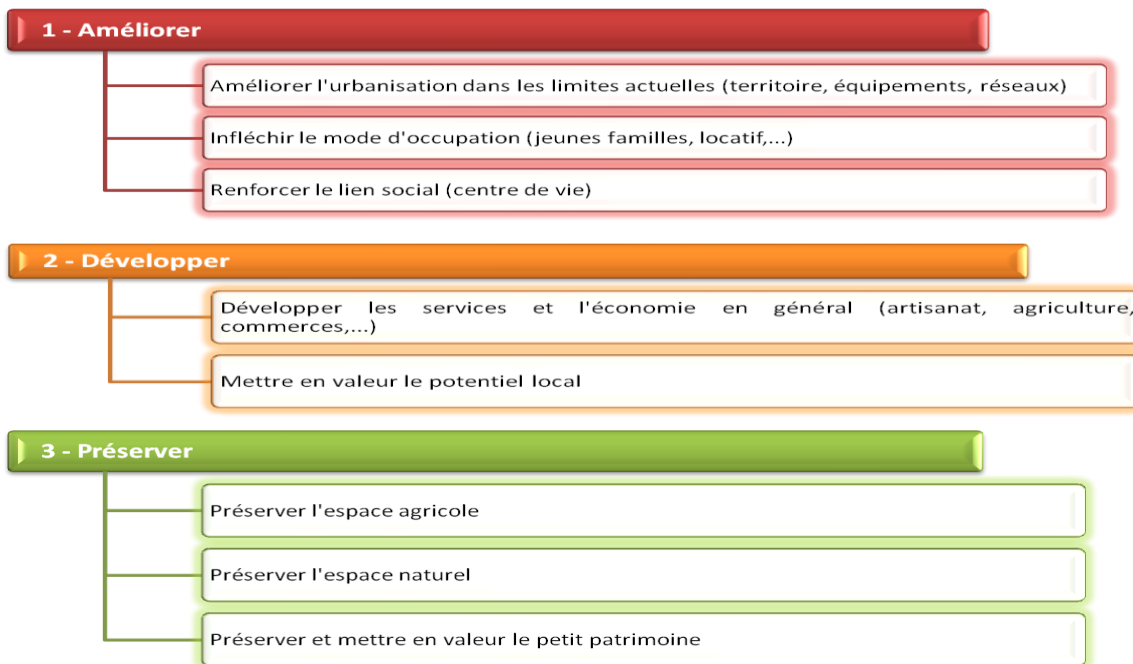 1 - Améliorer
Améliorer l'urbanisation dans les limites actuelles (territoire, équipements, réseaux)
Infléchir le mode d'occupation (jeunes familles, locatif,...)
Renforcer le lien social (centre de vie)
2 - Développer
Développer les services et l'économie en général (artisanat, agriculture,
commerces,...)
Mettre en valeur le potentiel local
3 - Préserver
Préserver l'espace agricole
Préserver l'espace naturel
Préserver et mettre en valeur le petit patrimoine